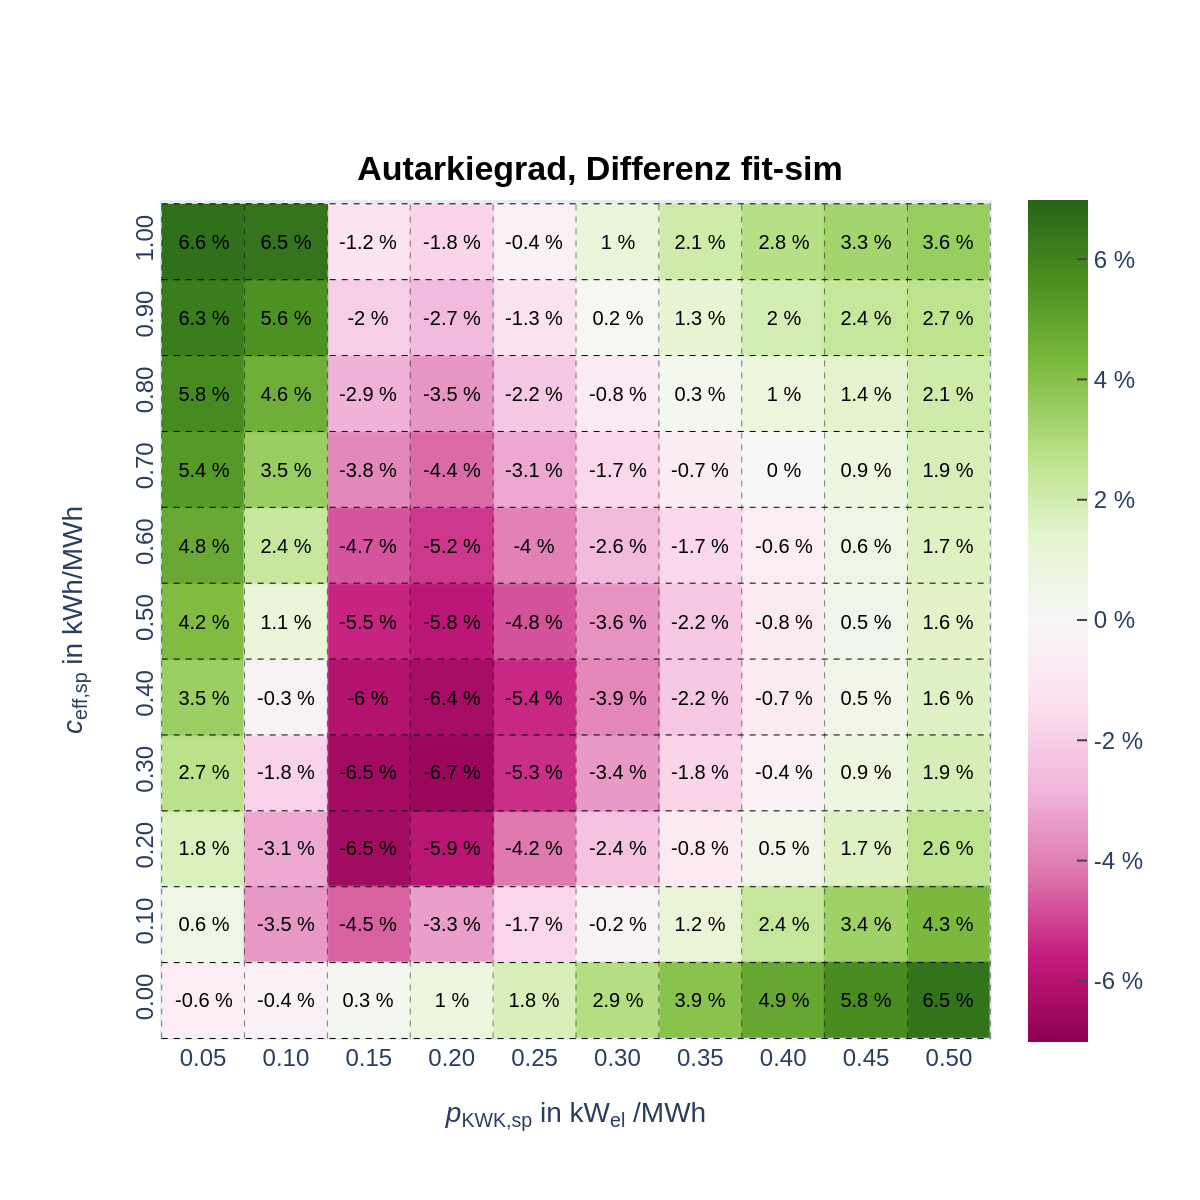 Autarkiegrad, Differenz fit-sim
1.00 6.6 % 6.5 % -1.2 % -1.8 % -0.4 % 1 % 2.1 % 2.8 % 3.3 % 3.6 %
0.90 6.3 % 5.6 % -2 % -2.7 % -1.3 % 0.2 % 1.3 % 2 % 2.4 % 2.7 %
0.80 5.8 % 4.6 % -2.9 % -3.5 % -2.2 % -0.8 % 0.3 % 1 % 1.4 % 2.1 %
0.70 5.4 % 3.5 % -3.8 % -4.4 % -3.1 % -1.7 % -0.7 % 0 % 0.9 % 1.9 %
0.60 4.8 % 2.4 % -4.7 % -5.2 % -4 % -2.6 % -1.7 % -0.6 % 0.6 % 1.7 %
0.50 4.2 % 1.1 % -5.5 % -5.8 % -4.8 % -3.6 % -2.2 % -0.8 % 0.5 % 1.6 %
0.40 3.5 % -0.3 % -6 % -6.4 % -5.4 % -3.9 % -2.2 % -0.7 % 0.5 % 1.6 %
0.30 2.7 % -1.8 % -6.5 % -6.7 % -5.3 % -3.4 % -1.8 % -0.4 % 0.9 % 1.9 %
0.20 1.8 % -3.1 % -6.5 % -5.9 % -4.2 % -2.4 % -0.8 % 0.5 % 1.7 % 2.6 %
0.10 0.6 % -3.5 % -4.5 % -3.3 % -1.7 % -0.2 % 1.2 % 2.4 % 3.4 % 4.3 %
0.00 -0.6 % -0.4 % 0.3 % 1 % 1.8 % 2.9 % 3.9 % 4.9 % 5.8 % 6.5 %
0.05 0.10 0.15 0.20 0.25 0.30 0.35 0.40 0.45 0.50
pKWK,sp in kWel /MWh
ceff,sp in kWh/MWh
6 %
4 %
2 %
0 %
-2 %
-4 %
-6 %